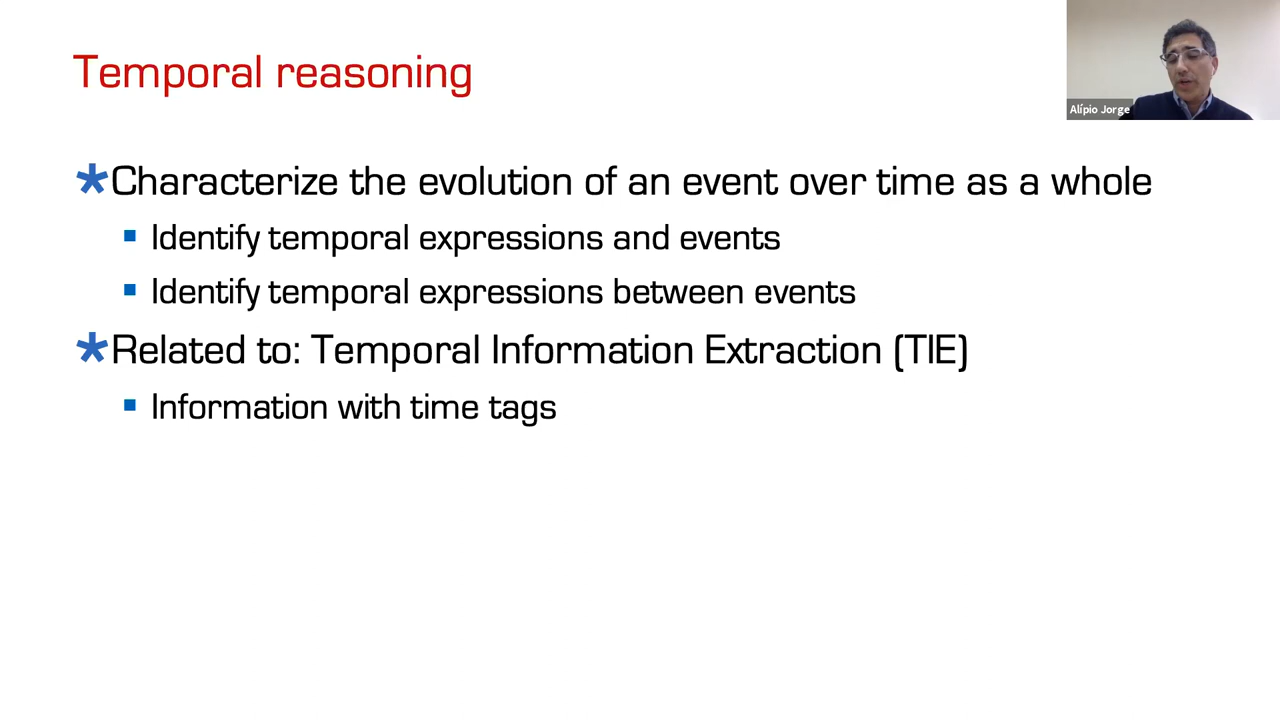 Temporal reasoning
Alípio Jorge
*Characterize the evolution of an event over time as a whole
▪ Identify temporal expressions and events
▪ Identify temporal expressions between events
*Related to: Temporal Information Extraction (TIE)
▪ Information with time tags